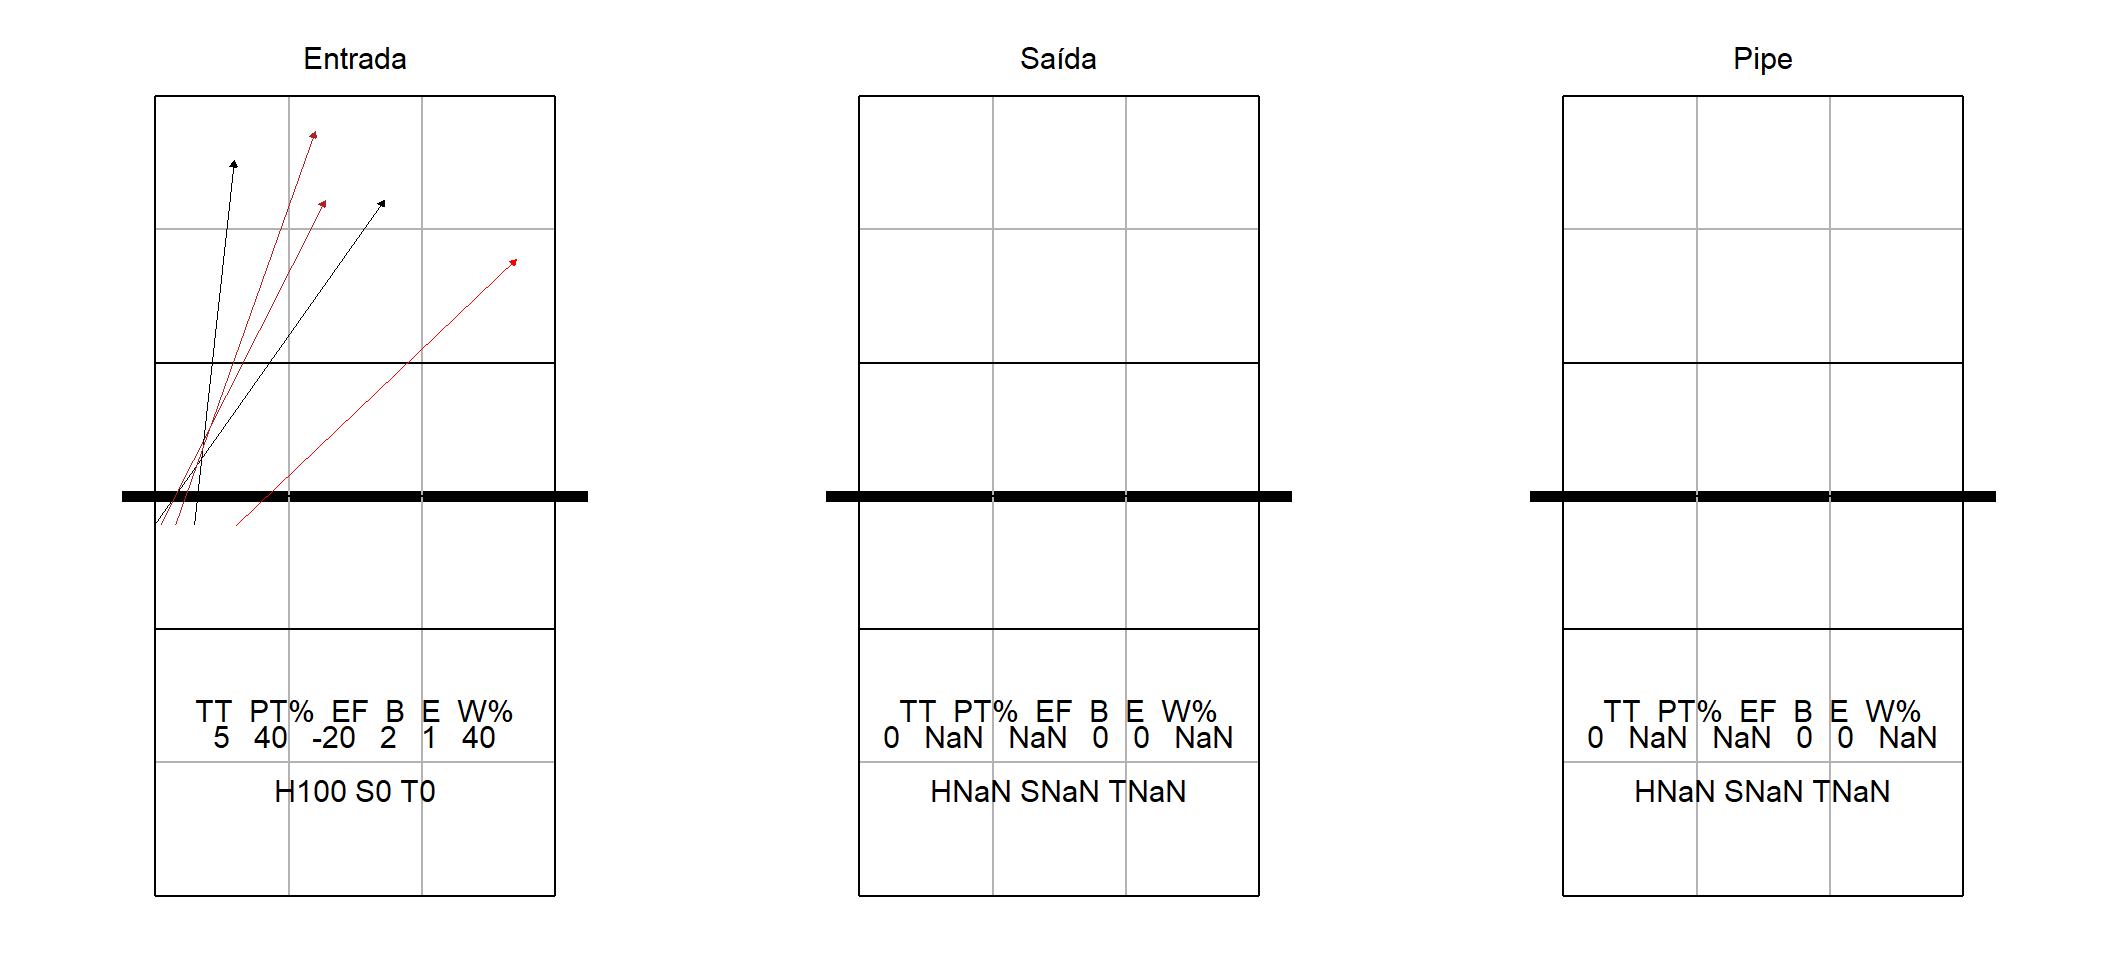 Entrada
Saída
Pipe
TT PT% EF B E W%
5 40 -20 2 1 40
H100 S0 T0
TT PT% EF B E W%
0 NaN NaN 0 0 NaN
HNaN SNaN TNaN
TT PT% EF B E W%
0 NaN NaN 0 0 NaN
HNaN SNaN TNaN